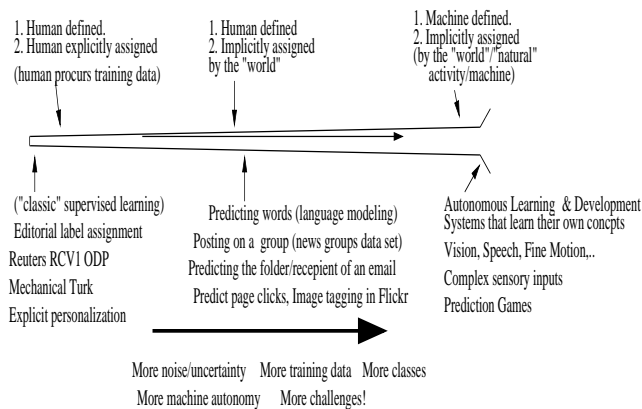 1. Human defined.
2. Human explicitly assigned
(human procurs training data)
1. Human defined
2. Implicitly assigned
by the "world"
1. Machine defined.
2. Implicitly assigned
(by the "world"/"natural"
activity/machine)
("classic" supervised learning)
Editorial label assignment
Reuters RCV1 ODP
Mechanical Turk
Explicit personalization
Predicting words (language modeling)
Posting on a group (news groups data set)
Predicting the folder/recepient of an email
Predict page clicks, Image tagging in Flickr
Autonomous Learning & Development
Systems that learn their own concpts
Vision, Speech, Fine Motion,..
Complex sensory inputs
Prediction Games
More noise/uncertainty More training data More classes
More machine autonomy More challenges!